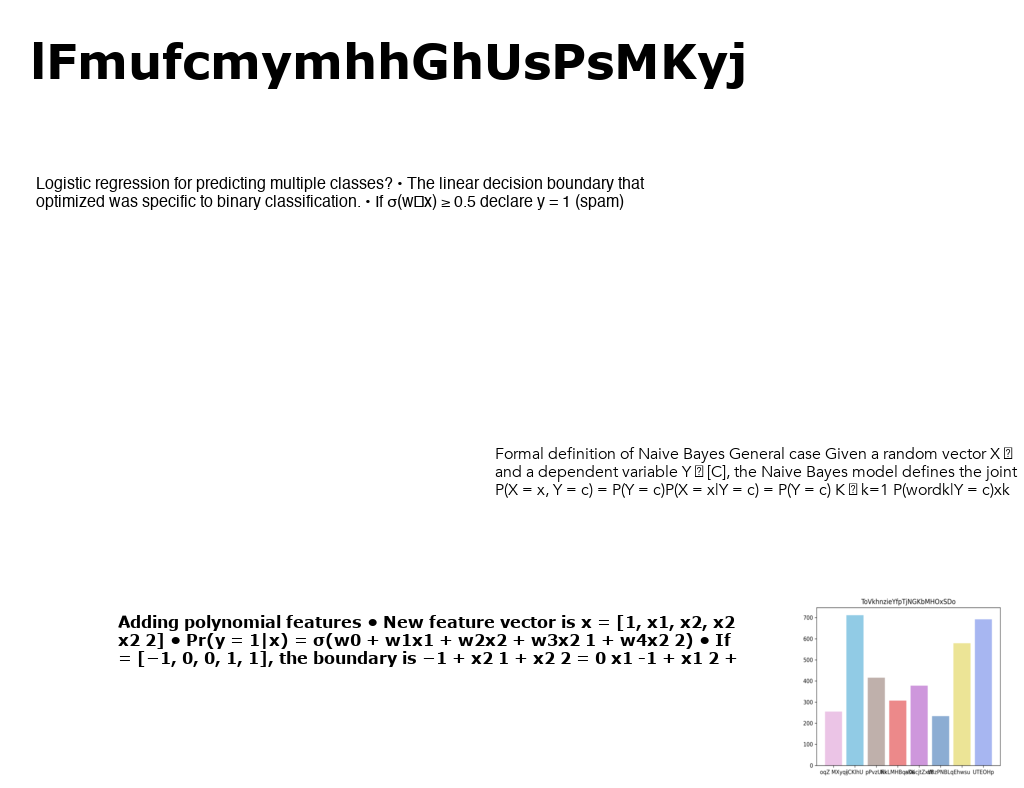 lFmufcmymhhGhUsPsMKyj
Logistic regression for predicting multiple classes? • The linear decision boundary that
optimized was specific to binary classification. • If σ(w□x) ≥ 0.5 declare y = 1 (spam)
Formal definition of Naive Bayes General case Given a random vector X
and a dependent variable Y [C], the Naive Bayes model defines the joint
P(X = x, Y = c) = P(Y = c)P(X = x|Y = c) = P(Y = c) K k=1 P(wordk|Y = c)xk
Adding polynomial features • New feature vector is x = [1, x1, x2, x2
x2 2] • Pr(y = 1|x) = σ(w0 + w1x1 + w2x2 + w3x2 1 + w4x2 2) • If
= [−1, 0, 0, 1, 1], the boundary is −1 + x2 1 + x2 2 = 0 x1 -1 + x1 2 +
ToVkhnzieYfpTjNGKbMHOxSDo
700
600
500
400
300
200
100
0
oqZ UTEOHp